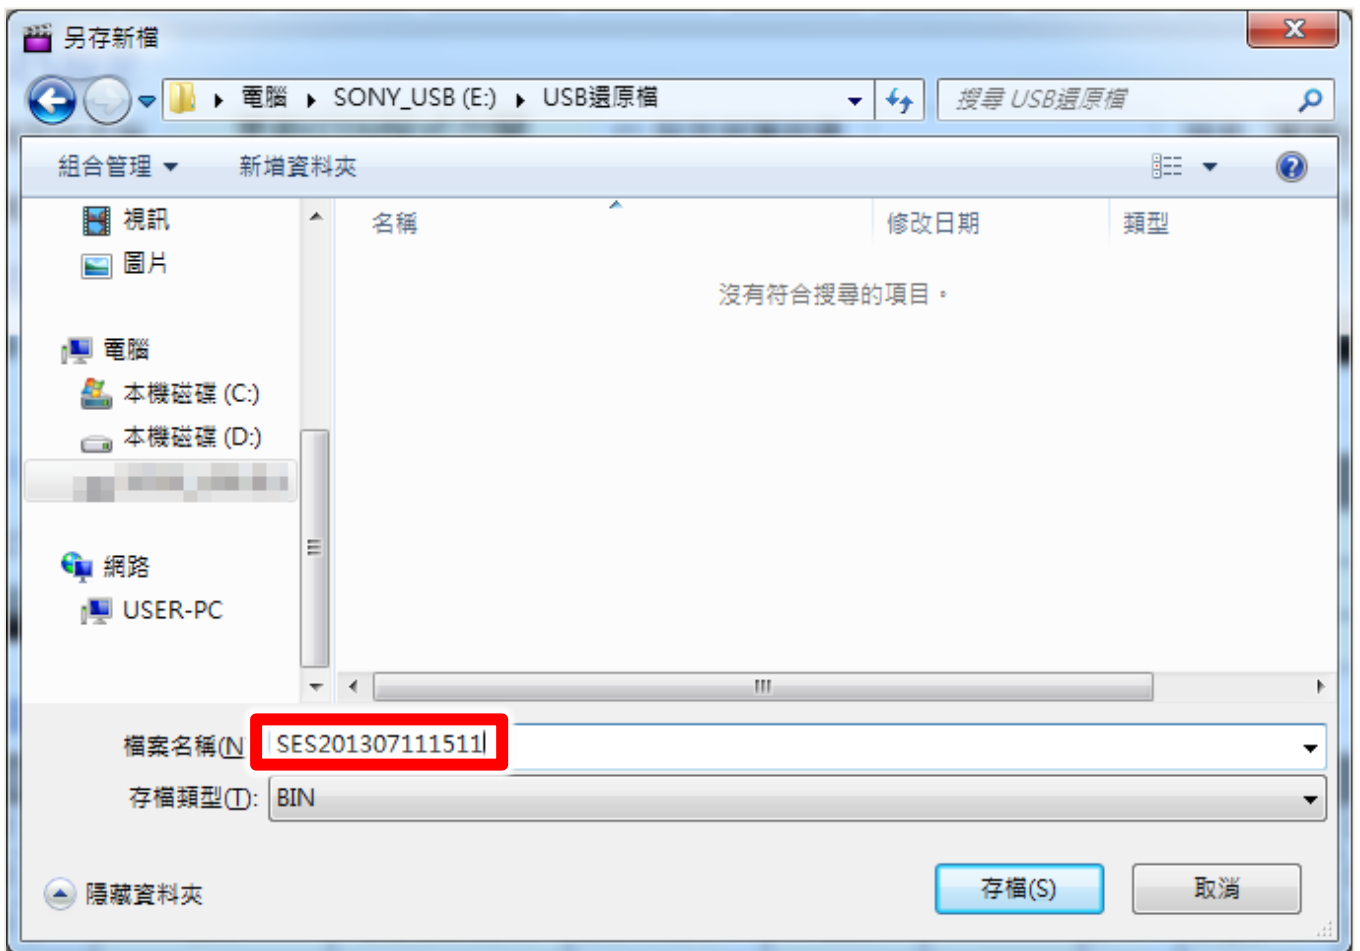 另存新檔
電腦 ▸ SONY_USB (E:) ▸ USB還原檔
搜尋 USB還原檔
組合管理
新增資料夾
視訊
圖片
電腦
本機磁碟 (C:)
本機磁碟 (D:)
網路
USER-PC
名稱
修改日期
類型
沒有符合搜尋的項目。
檔案名稱(N
SES201307111511
存檔類型(T):
BIN
隱藏資料夾
存檔(S)
取消